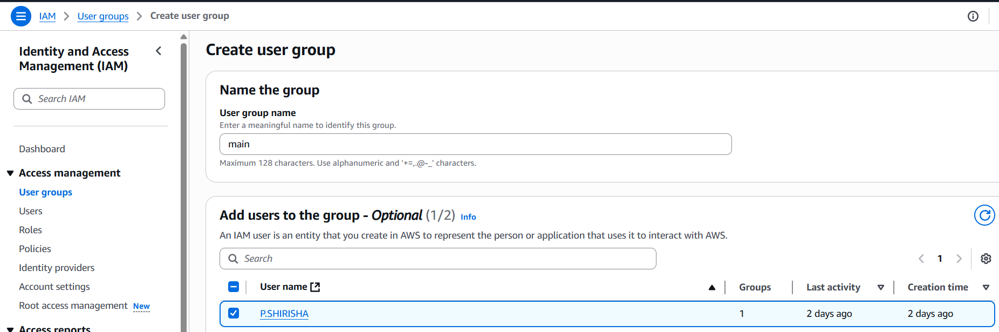 IAM > User groups > Create user group
Identity and Access
Management (IAM)
Search IAM
Dashboard
Access management
User groups
Users
Roles
Policies
Identity providers
Account settings
Root access management New
Access reports
Create user group
Name the group
User group name
Enter a meaningful name to identify this group.
main
Maximum 128 characters. Use alphanumeric and '+=,.@-_' characters.
Add users to the group - Optional (1/2) Info
An IAM user is an entity that you create in AWS to represent the person or application that uses it to interact with AWS.
Search
1
User name Groups Last activity Creation time
P.SHIRISHA 1 2 days ago 2 days ago